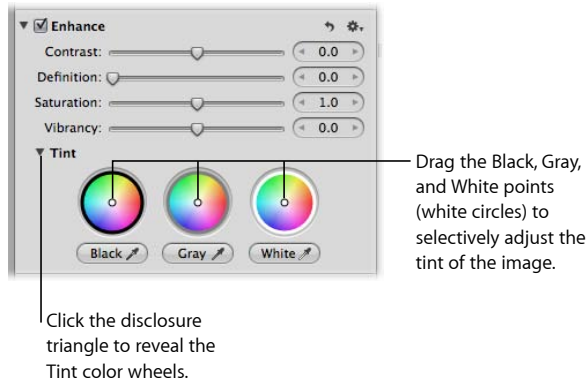 Enhance
Contrast: 0.0
Definition: 0.0
Saturation: 1.0
Vibrancy: 0.0
Tint
Black Gray White
Drag the Black, Gray,
and White points
(white circles) to
selectively adjust the
tint of the image.
Click the disclosure
triangle to reveal the
Tint color wheels.